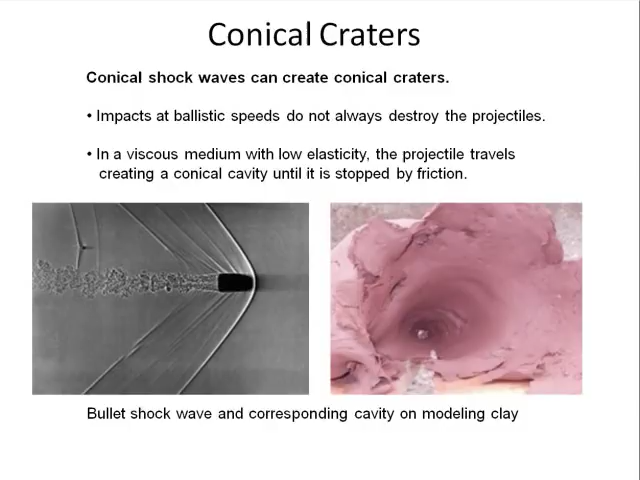 Conical Craters
Conical shock waves can create conical craters.
• Impacts at ballistic speeds do not always destroy the projectiles.
• In a viscous medium with low elasticity, the projectile travels
creating a conical cavity until it is stopped by friction.
Bullet shock wave and corresponding cavity on modeling clay